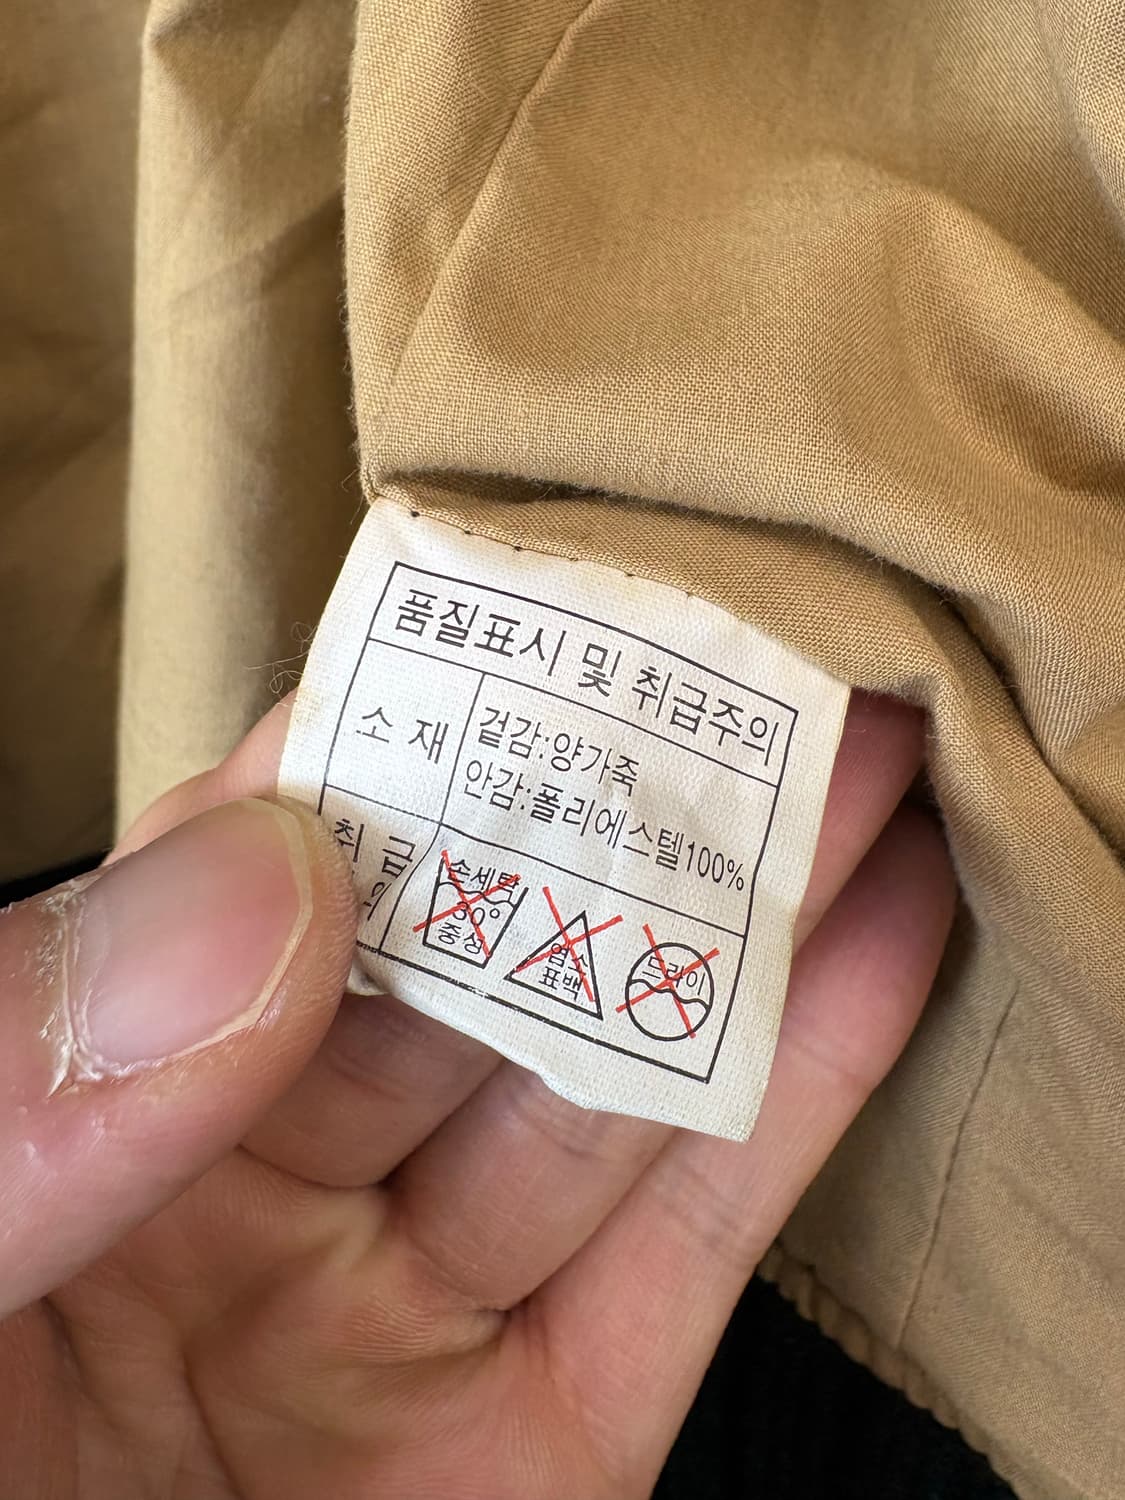 품질표시 및 취급주의
소 재
겉감:양가죽
안감:폴리에스텔100%
취 급
손세탁
30°
중성
염소
표백
드라이